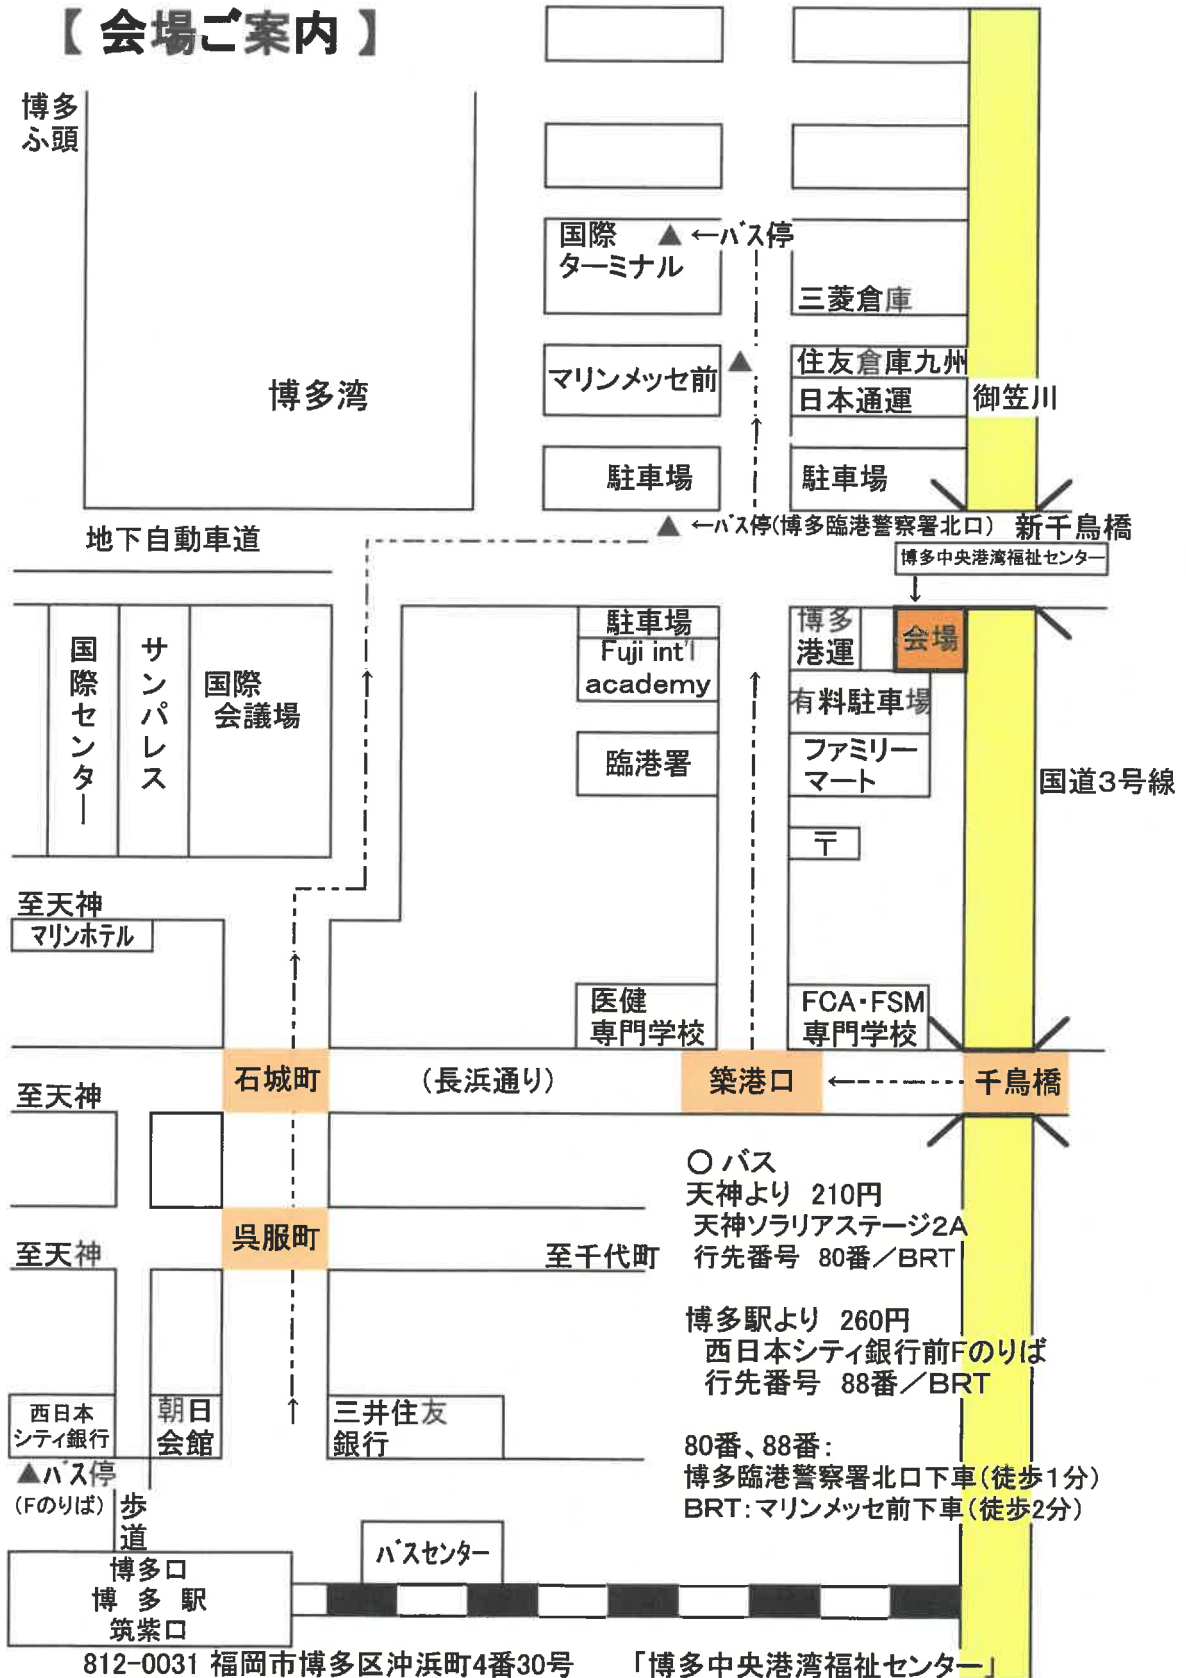 【 会場ご案内 】
博多
ふ頭
国際
ターミナル
▲ ←バス停
三菱倉庫
マリンメッセ前
▲
住友倉庫九州
日本通運
御笠川
博多湾
駐車場
駐車場
▲ ←バス停(博多臨港警察署北口)
新千鳥橋
地下自動車道
博多中央港湾福祉センター
国際センター
サンパレス
国際
会議場
駐車場
Fuji int'l
academy
博多
港運
会場
有料駐車場
臨港署
ファミリー
マート
国道3号線
〒
至天神
マリンホテル
医健
専門学校
FCA・FSM
専門学校
石城町
(長浜通り)
築港口
千鳥橋
至天神
○ バス
天神より 210円
天神ソラリアステージ2A
行先番号 80番/BRT
呉服町
至天神
至千代町
博多駅より 260円
西日本シティ銀行前Fのりば
行先番号 88番/BRT
西日本
シティ銀行
朝日
会館
三井住友
銀行
80番、88番:
博多臨港警察署北口下車(徒歩1分)
BRT:マリンメッセ前下車(徒歩2分)
▲バス停
(Fのりば)
歩道
バスセンター
博多口
博 多 駅
筑紫口
812-0031 福岡市博多区沖浜町4番30号 「博多中央港湾福祉センター」